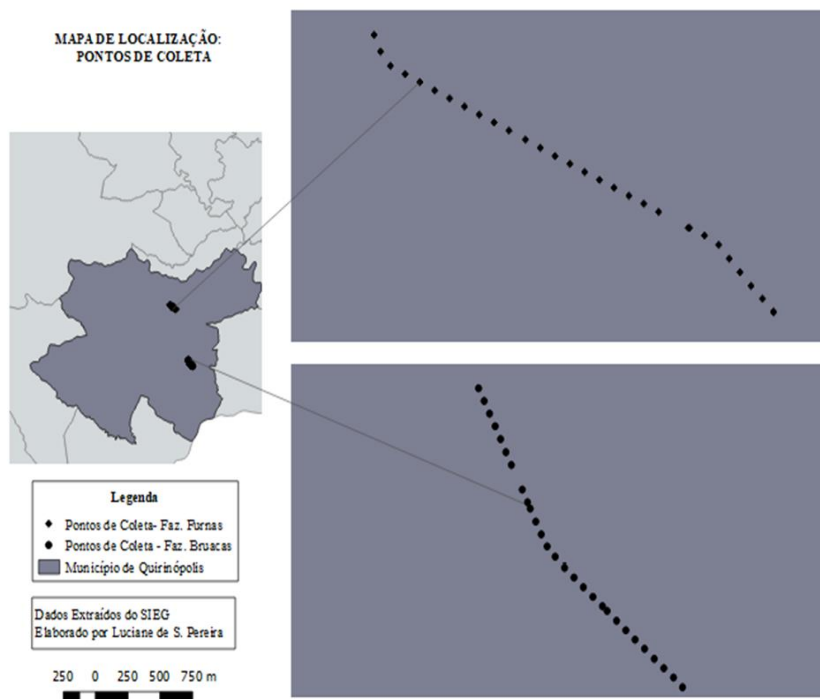 MAPA DE LOCALIZAÇÃO:
PONTOS DE COLETA
Legenda
Pontos de Coleta- Faz. Furnas
Pontos de Coleta - Faz. Bruacas
Município de Quirinópolis
Dados Extraídos do SIEG
Elaborado por Luciane de S. Pereira
250 0 250 500 750 m